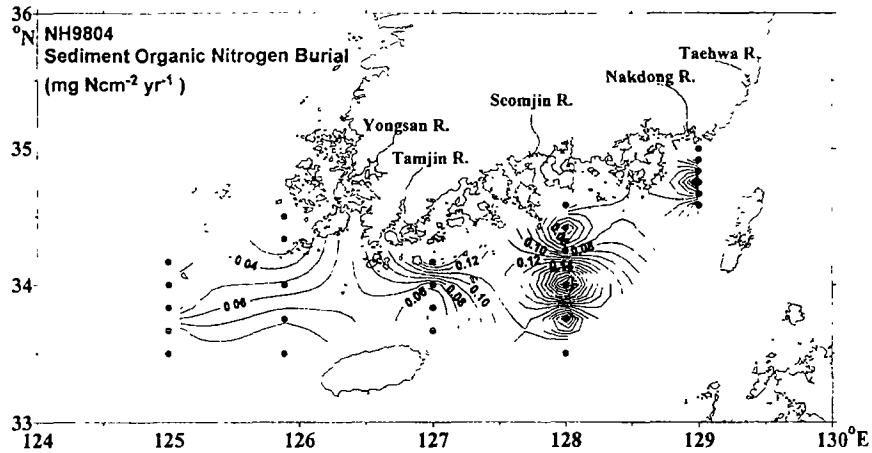 36
°N
NH9804
Sediment Organic Nitrogen Burial
(mg Ncm⁻² yr⁻¹ )
Taehwa R.
Nakdong R.
Scomjin R.
Yongsan R.
Tamjin R.
35
34
33
0.04
0.06
0.12
0.06
0.08
0.10
0.10
0.08
0.12
0.14
124
125
126
127
128
129
130°E